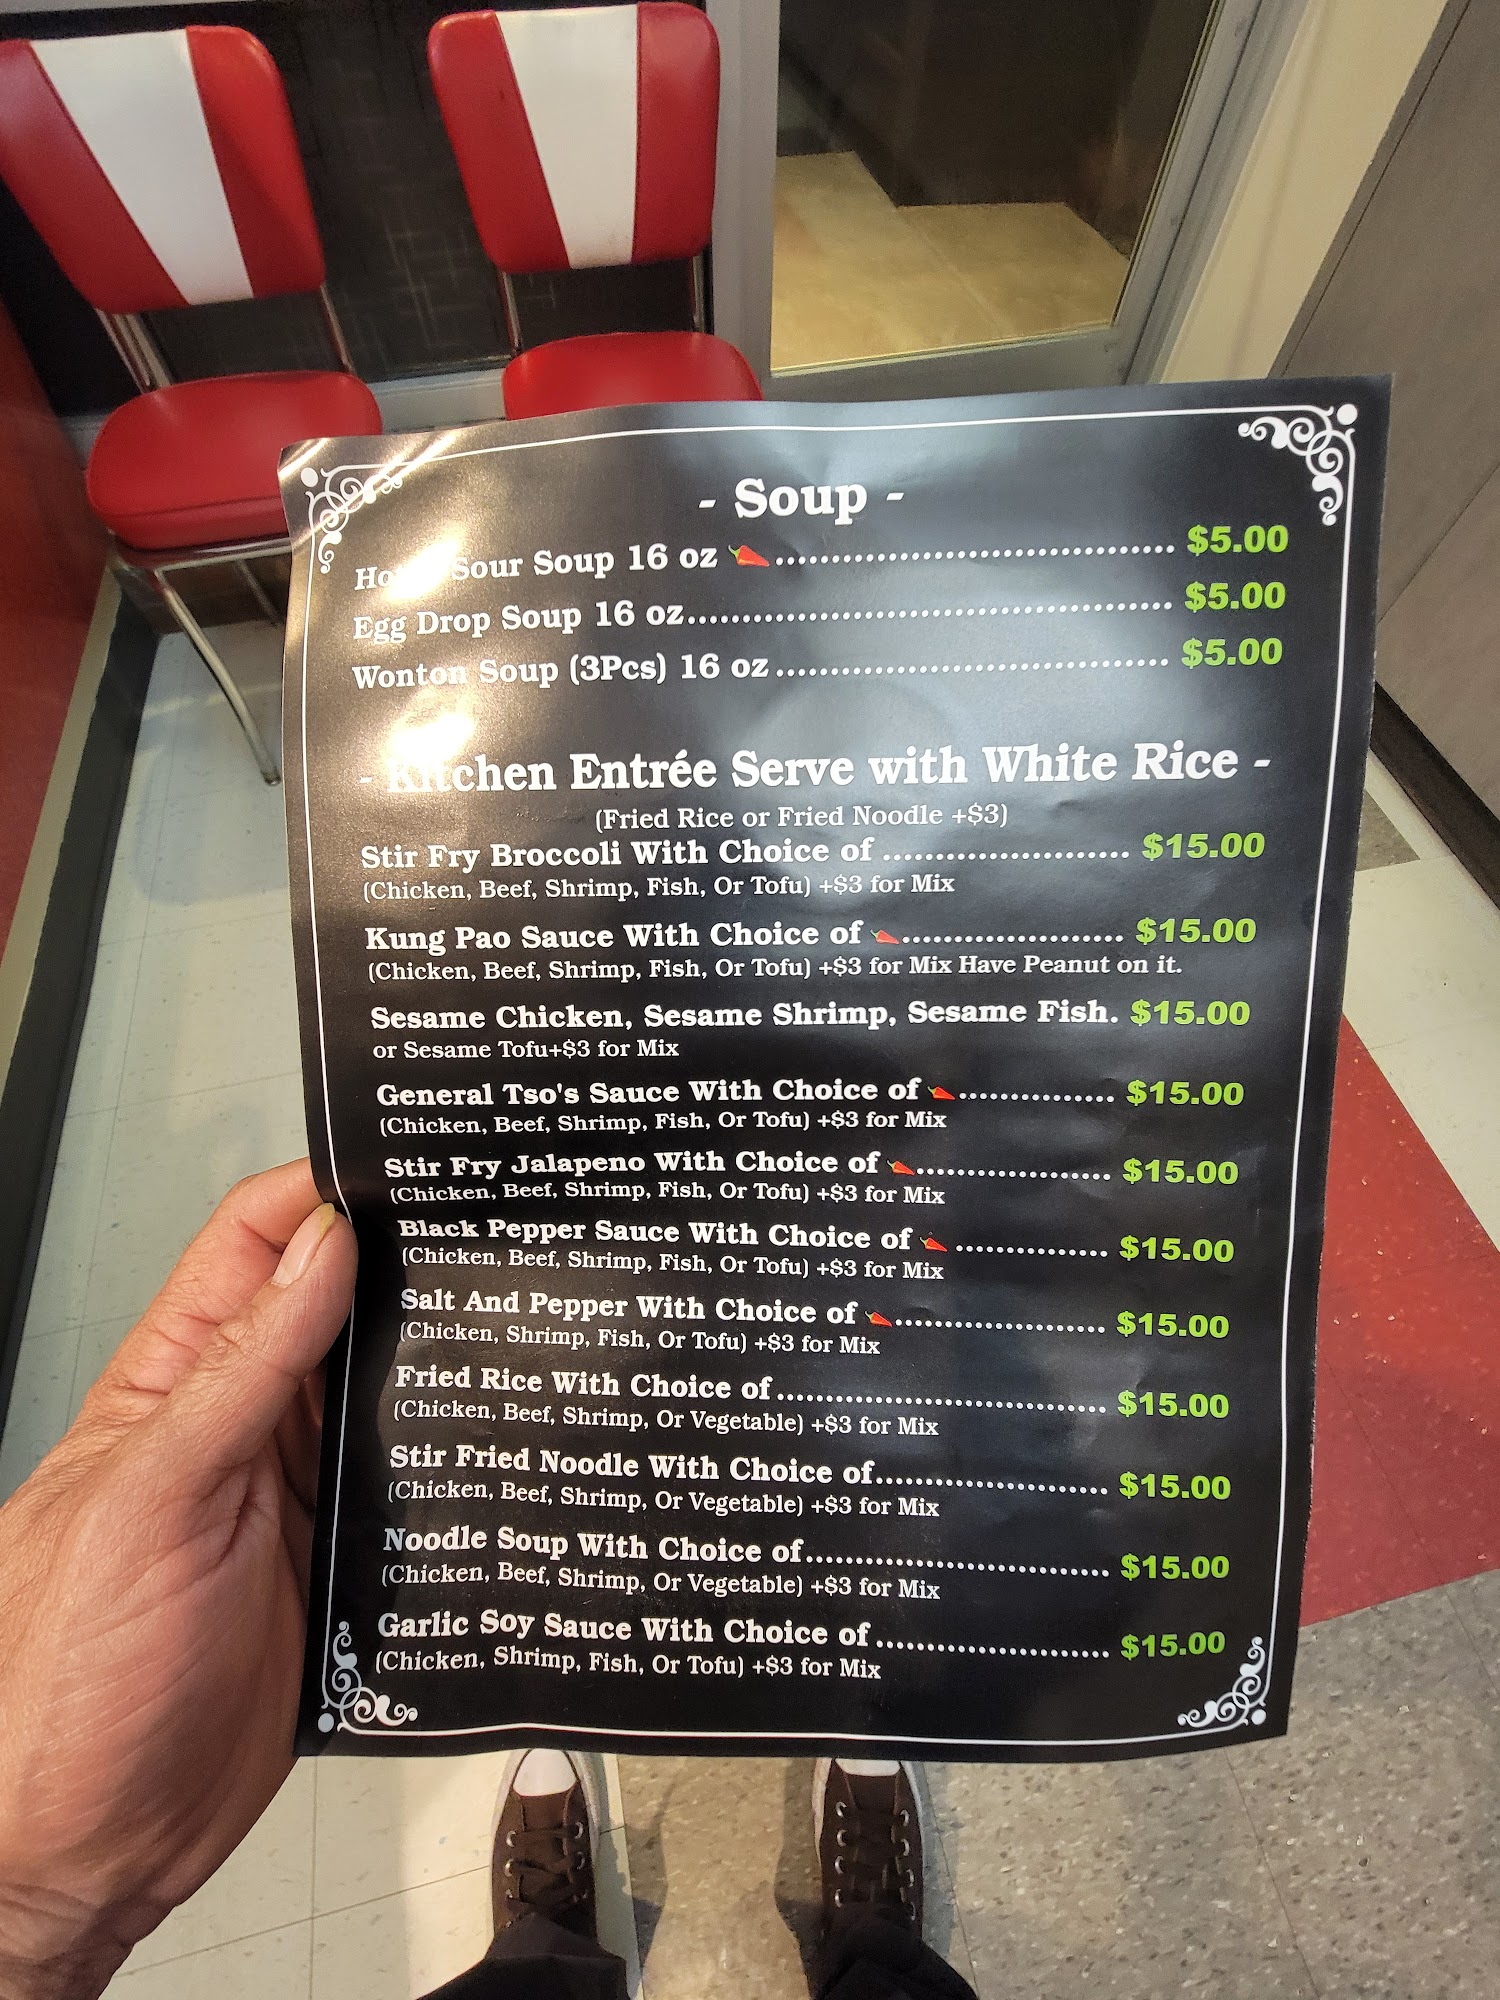 - Soup -
Sour Soup 16 oz .................................... $5.00
Egg Drop Soup 16 oz............................................ $5.00
Wonton Soup (3Pcs) 16 oz.................................... $5.00
- Kitchen Entrée Serve with White Rice -
(Fried Rice or Fried Noodle +$3)
Stir Fry Broccoli With Choice of ........................ $15.00
(Chicken, Beef, Shrimp, Fish, Or Tofu) +$3 for Mix
Kung Pao Sauce With Choice of ...................... $15.00
(Chicken, Beef, Shrimp, Fish, Or Tofu) +$3 for Mix Have Peanut on it.
Sesame Chicken, Sesame Shrimp, Sesame Fish. $15.00
or Sesame Tofu+$3 for Mix
General Tso's Sauce With Choice of ................ $15.00
(Chicken, Beef, Shrimp, Fish, Or Tofu) +$3 for Mix
Stir Fry Jalapeno With Choice of .................... $15.00
(Chicken, Beef, Shrimp, Fish, Or Tofu) +$3 for Mix
Black Pepper Sauce With Choice of ................ $15.00
(Chicken, Beef, Shrimp, Fish, Or Tofu) +$3 for Mix
Salt And Pepper With Choice of ...................... $15.00
(Chicken, Shrimp, Fish, Or Tofu) +$3 for Mix
Fried Rice With Choice of.................................. $15.00
(Chicken, Beef, Shrimp, Or Vegetable) +$3 for Mix
Stir Fried Noodle With Choice of........................ $15.00
(Chicken, Beef, Shrimp, Or Vegetable) +$3 for Mix
Noodle Soup With Choice of............................... $15.00
(Chicken, Beef, Shrimp, Or Vegetable) +$3 for Mix
Garlic Soy Sauce With Choice of........................ $15.00
(Chicken, Shrimp, Fish, Or Tofu) +$3 for Mix